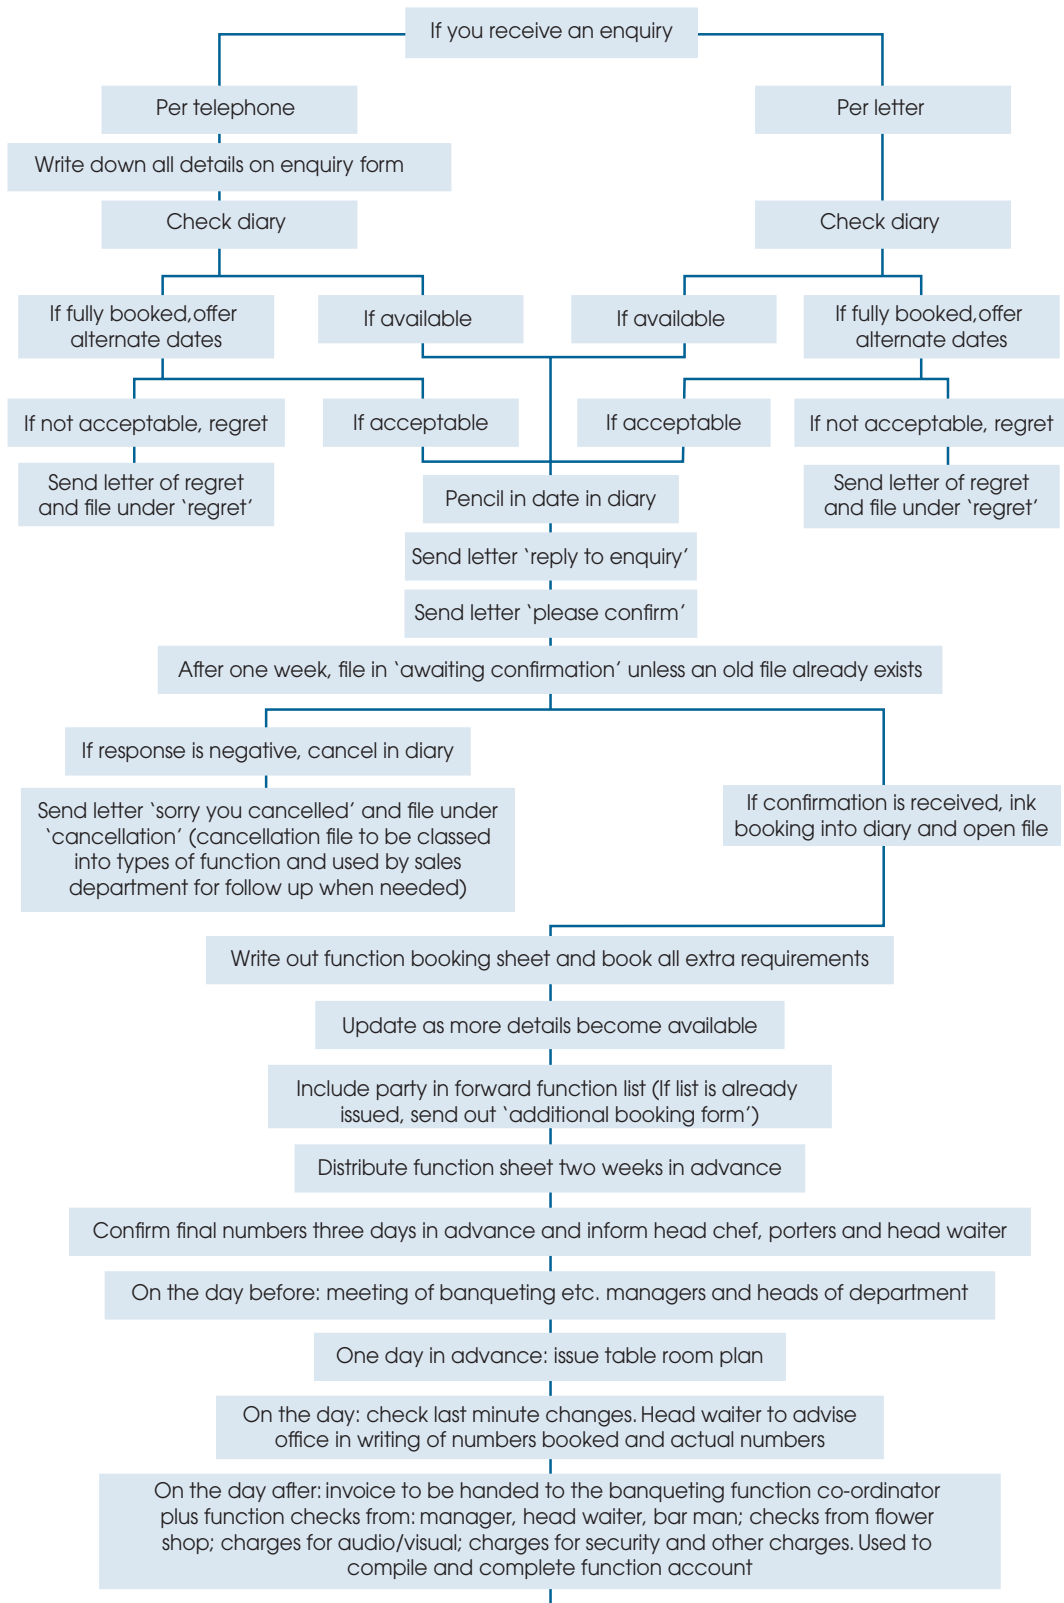 If you receive an enquiry
Per telephone
Per letter
Write down all details on enquiry form
Check diary
Check diary
If fully booked,offer
alternate dates
If available
If available
If fully booked,offer
alternate dates
If not acceptable, regret
If acceptable
If acceptable
If not acceptable, regret
Send letter of regret
and file under ‘regret’
Send letter of regret
and file under ‘regret’
Pencil in date in diary
Send letter ‘reply to enquiry’
Send letter ‘please confirm’
After one week, file in ‘awaiting confirmation’ unless an old file already exists
If response is negative, cancel in diary
Send letter ‘sorry you cancelled’ and file under
‘cancellation’ (cancellation file to be classed
into types of function and used by sales
department for follow up when needed)
If confirmation is received, ink
booking into diary and open file
Write out function booking sheet and book all extra requirements
Update as more details become available
Include party in forward function list (If list is already
issued, send out ‘additional booking form’)
Distribute function sheet two weeks in advance
Confirm final numbers three days in advance and inform head chef, porters and head waiter
On the day before: meeting of banqueting etc. managers and heads of department
One day in advance: issue table room plan
On the day: check last minute changes. Head waiter to advise
office in writing of numbers booked and actual numbers
On the day after: invoice to be handed to the banqueting function co-ordinator
plus function checks from: manager, head waiter, bar man; checks from flower
shop; charges for audio/visual; charges for security and other charges. Used to
compile and complete function account